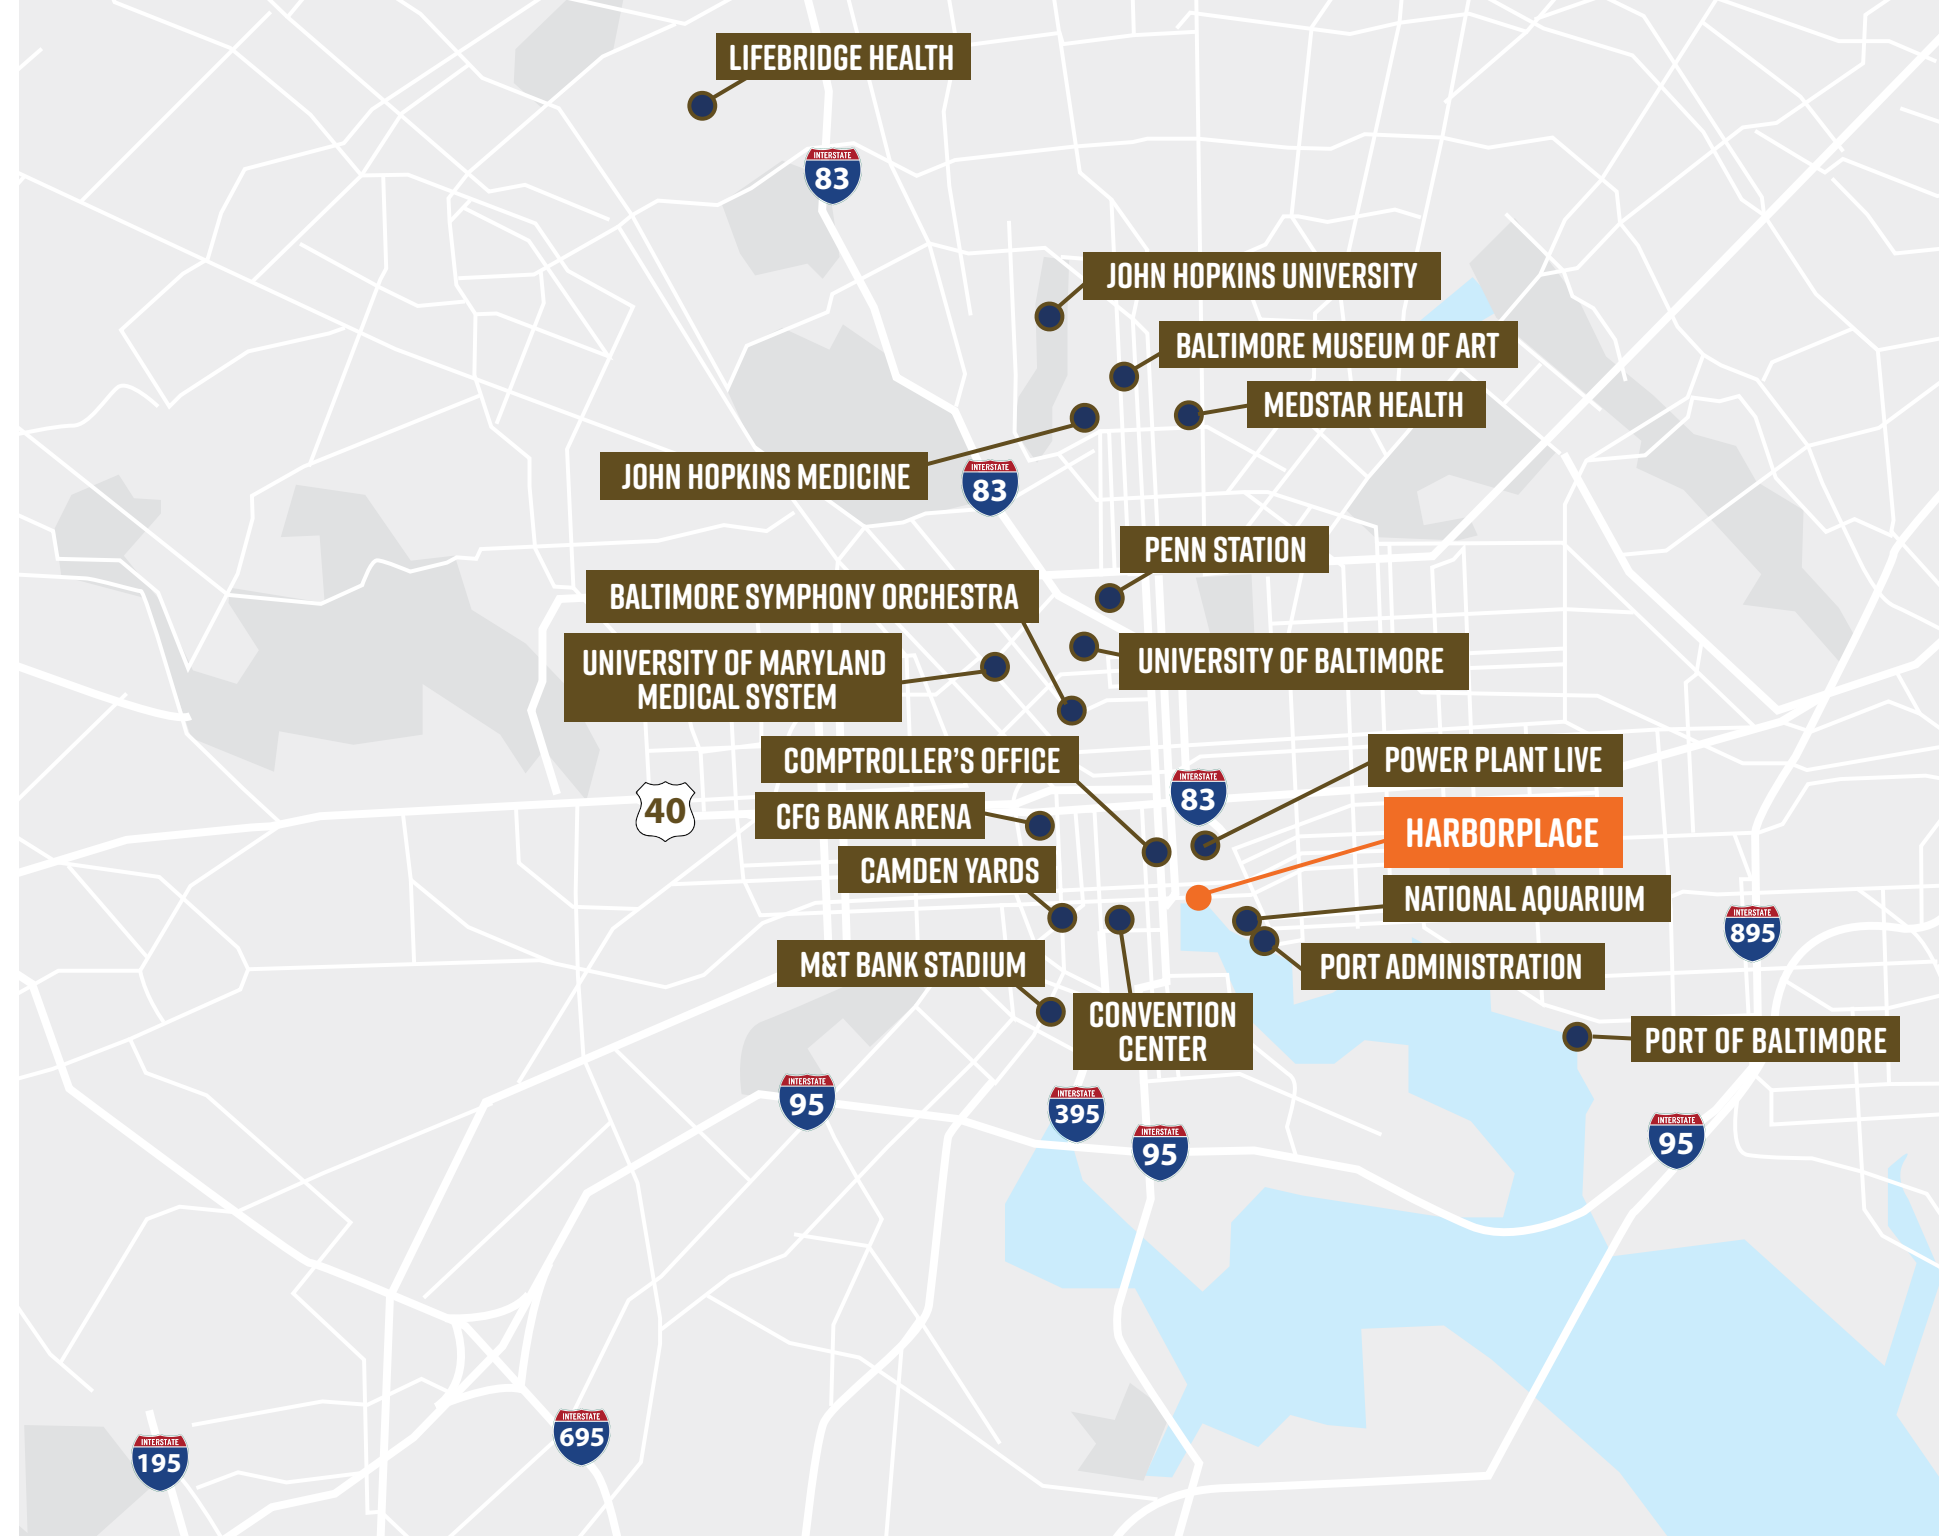 LIFEBRIDGE HEALTH
INTERSTATE
83
JOHN HOPKINS UNIVERSITY
BALTIMORE MUSEUM OF ART
MEDSTAR HEALTH
JOHN HOPKINS MEDICINE
INTERSTATE
83
PENN STATION
BALTIMORE SYMPHONY ORCHESTRA
UNIVERSITY OF MARYLAND
MEDICAL SYSTEM
UNIVERSITY OF BALTIMORE
COMPTROLLER'S OFFICE
POWER PLANT LIVE
INTERSTATE
83
40
CFG BANK ARENA
HARBORPLACE
CAMDEN YARDS
NATIONAL AQUARIUM
INTERSTATE
895
M&T BANK STADIUM
PORT ADMINISTRATION
CONVENTION
CENTER
PORT OF BALTIMORE
INTERSTATE
95
INTERSTATE
395
INTERSTATE
95
INTERSTATE
95
INTERSTATE
695
INTERSTATE
195